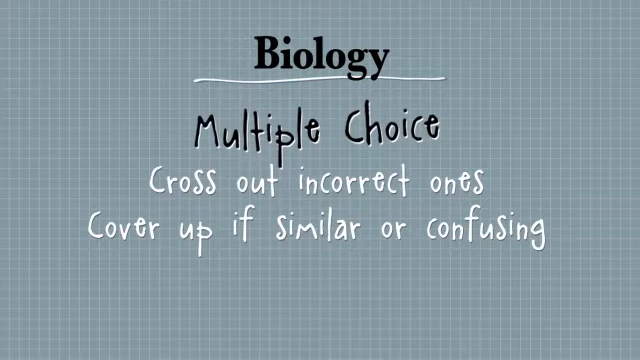 Biology
Multiple Choice
Cross out incorrect ones
Cover up if similar or confusing